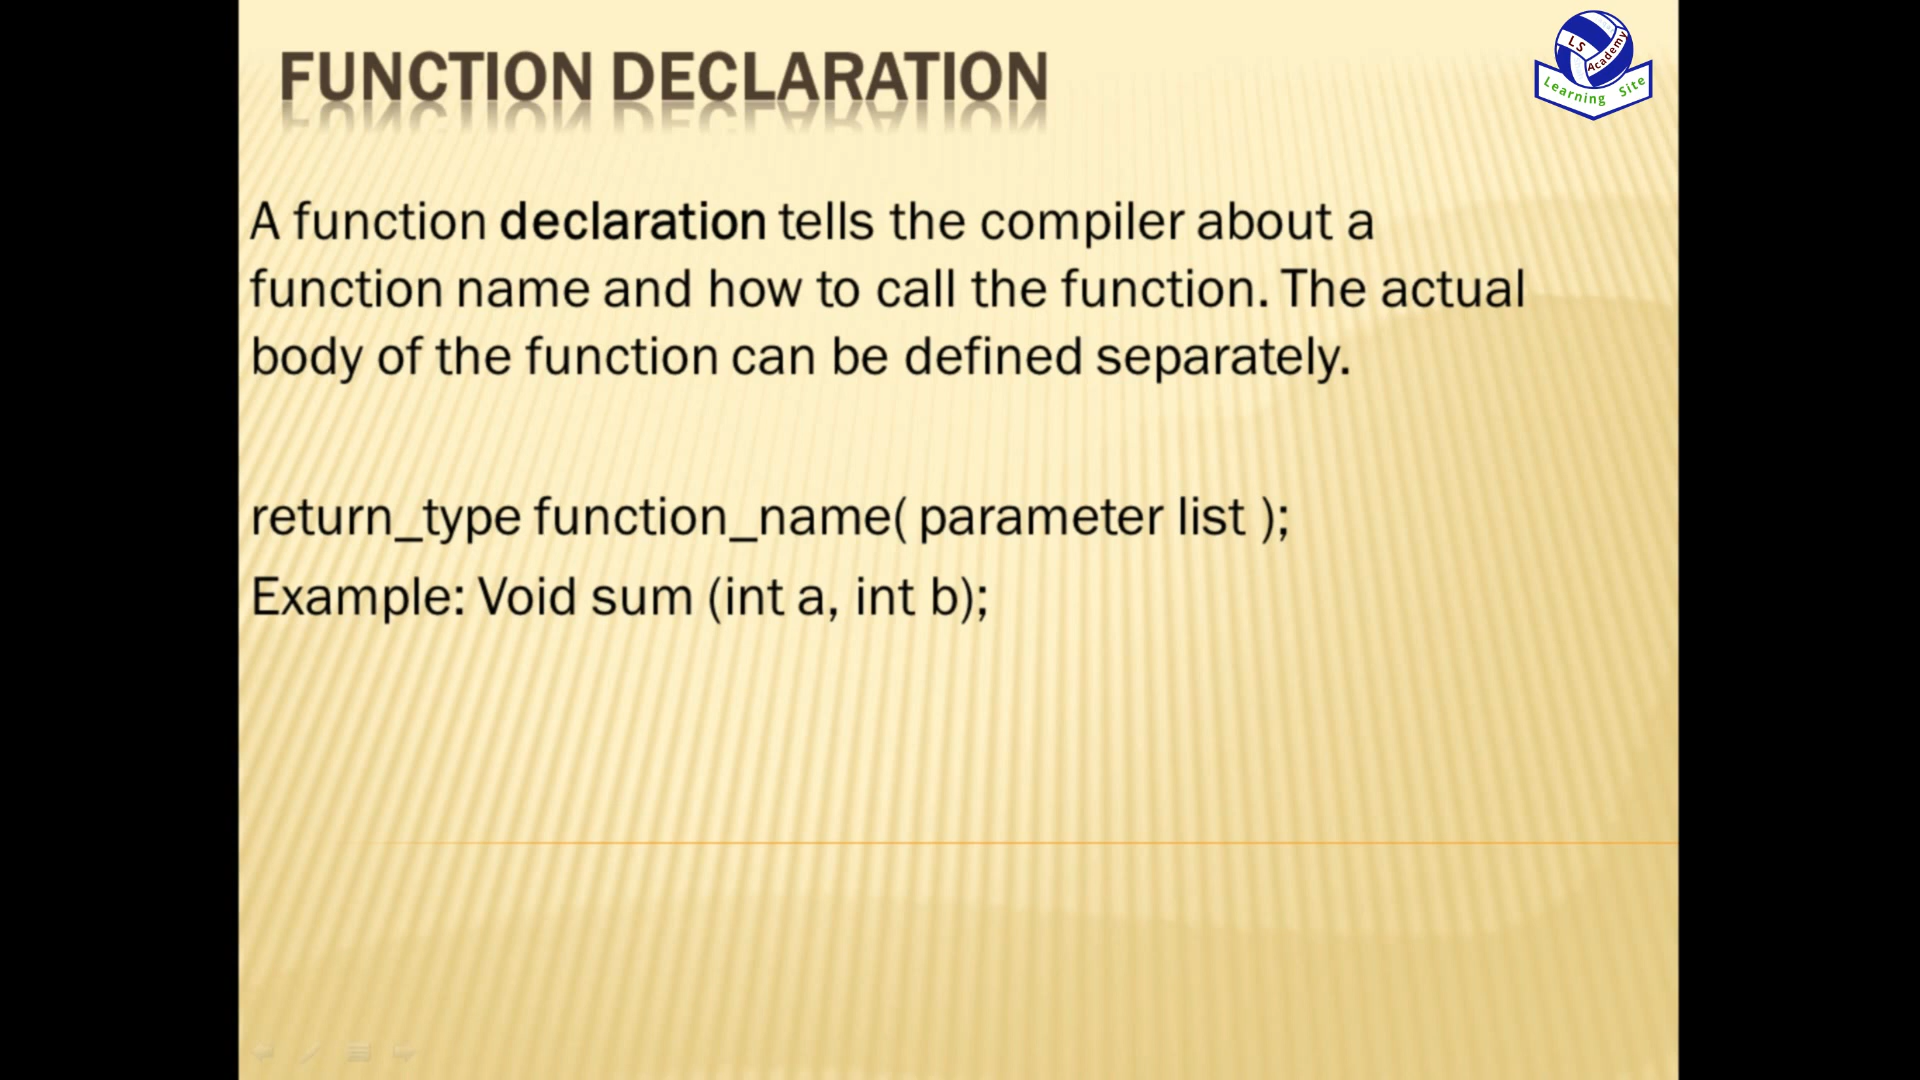 FUNCTION DECLARATION
LS
Academy
Learning Site
A function declaration tells the compiler about a
function name and how to call the function. The actual
body of the function can be defined separately.
return_type function_name( parameter list );
Example: Void sum (int a, int b);